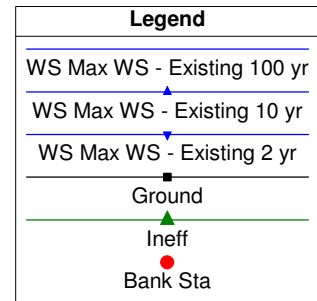 Legend
WS Max WS - Existing 100 yr
WS Max WS - Existing 10 yr
WS Max WS - Existing 2 yr
Ground
Ineff
Bank Sta